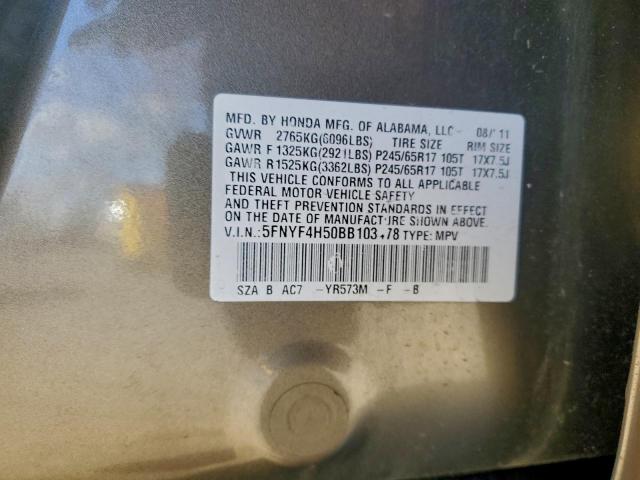 MFD. BY HONDA MFG. OF ALABAMA, LLC 08/11
GVWR 2765KG(6096LBS) TIRE SIZE RIM SIZE
GAWR F 1325KG(2921LBS) P245/65R17 105T 17X7.5J
GAWR R 1525KG(3362LBS) P245/65R17 105T 17X7.5J
THIS VEHICLE CONFORMS TO ALL APPLICABLE
FEDERAL MOTOR VEHICLE SAFETY
AND THEFT PREVENTION STANDARDS IN EFFECT
ON THE DATE OF MANUFACTURE SHOWN ABOVE.
V.I.N.: TYPE: MPV
SZA B AC7 -YR573M -F -B